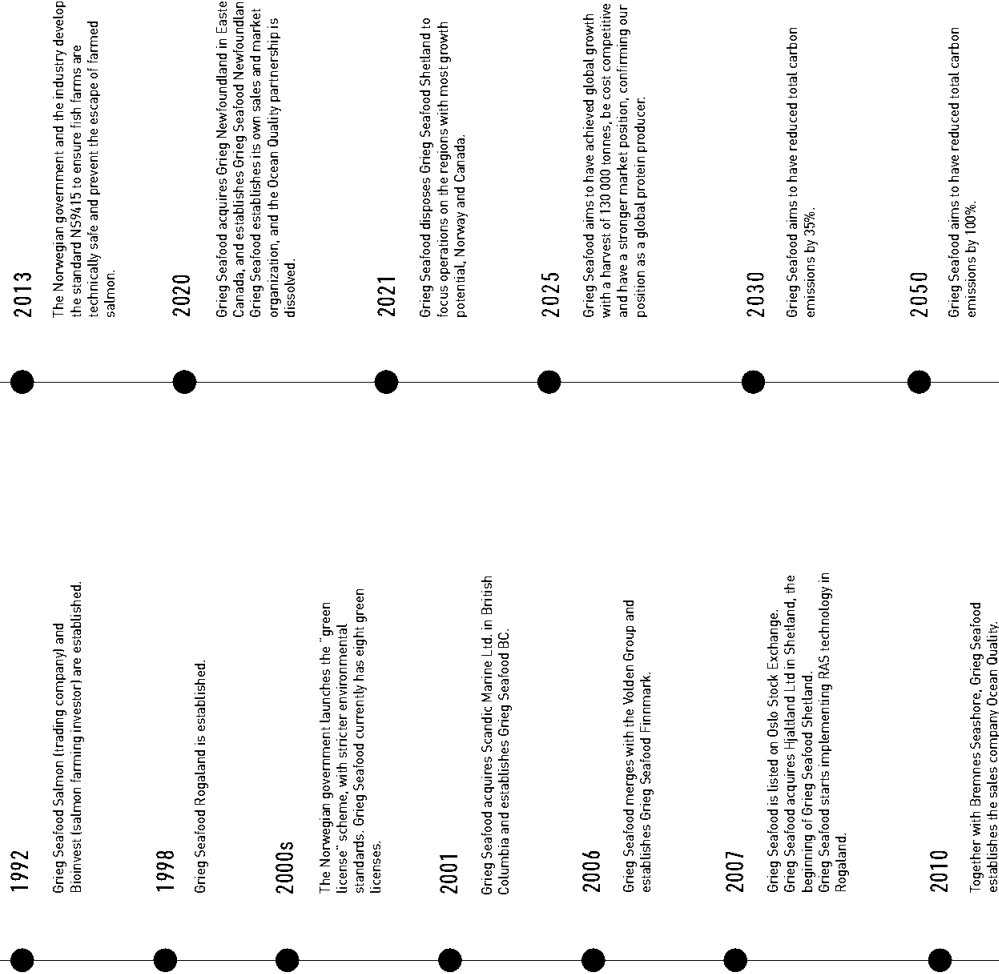 1992
Grieg Seafood Salmon (trading company) and
Bioinvest (salmon farming investor) are established.
1998
Grieg Seafood Rogaland is established.
2000s
The Norwegian government launches the "green
license" scheme, with stricter environmental
standards. Grieg Seafood currently has eight green
licenses.
2001
Grieg Seafood acquires Scandic Marine Ltd. in British
Columbia and establishes Grieg Seafood BC.
2006
Grieg Seafood merges with the Volden Group and
establishes Grieg Seafood Finnmark.
2007
Grieg Seafood is listed on Oslo Stock Exchange.
Grieg Seafood acquires Hjaltland Ltd in Shetland, the
beginning of Grieg Seafood Shetland.
Grieg Seafood starts implementing RAS technology in
Rogaland.
2010
Together with Bremnes Seashore, Grieg Seafood
establishes the sales company Ocean Quality.
2013
The Norwegian government and the industry develop
the standard NS9415 to ensure fish farms are
technically safe and prevent the escape of farmed
salmon.
2020
Grieg Seafood acquires Grieg Newfoundland in Easte
Canada, and establishes Grieg Seafood Newfoundlan
Grieg Seafood establishes its own sales and market
organization, and the Ocean Quality partnership is
dissolved.
2021
Grieg Seafood disposes Grieg Seafood Shetland to
focus operations on the regions with most growth
potential, Norway and Canada.
2025
Grieg Seafood aims to have achieved global growth
with a harvest of 130 000 tonnes, be cost competitive
and have a stronger market position, confirming our
position as a global protein producer.
2030
Grieg Seafood aims to have reduced total carbon
emissions by 35%.
2050
Grieg Seafood aims to have reduced total carbon
emissions by 100%.